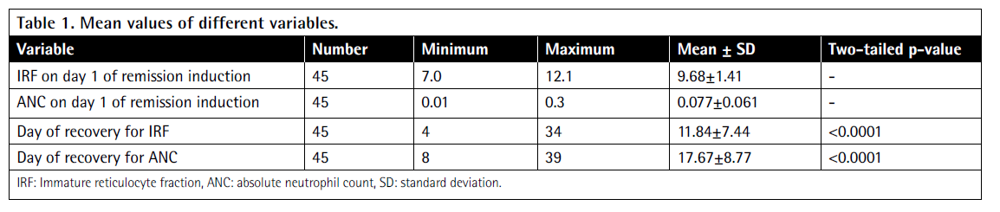 Table 1. Mean values of different variables.
Variable Number Minimum Maximum Mean ± SD Two-tailed p-value
IRF on day 1 of remission induction 45 7.0 12.1 9.68±1.41 -
ANC on day 1 of remission induction 45 0.01 0.3 0.077±0.061 -
Day of recovery for IRF 45 4 34 11.84±7.44 <0.0001
Day of recovery for ANC 45 8 39 17.67±8.77 <0.0001
IRF: Immature reticulocyte fraction, ANC: absolute neutrophil count, SD: standard deviation.